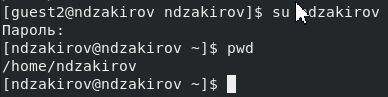 [guest2@ndzakirov ndzakirov]$ su ndzakirov
Пароль:
[ndzakirov@ndzakirov ~]$ pwd
/home/ndzakirov
[ndzakirov@ndzakirov ~]$